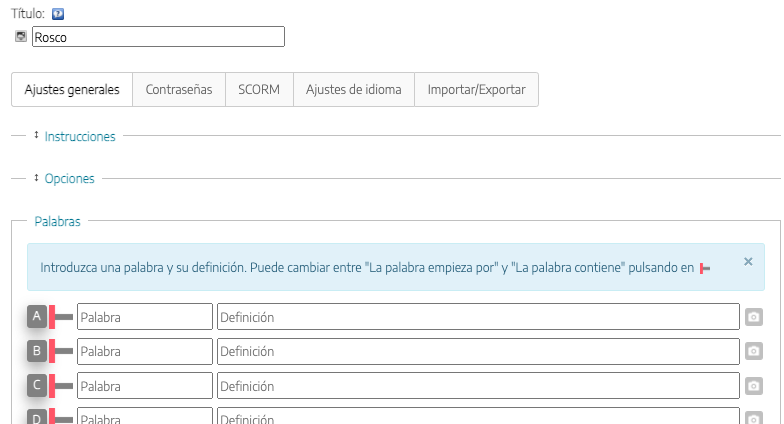 Título:
Rosco
Ajustes generales Contraseñas SCORM Ajustes de idioma Importar/Exportar
Instrucciones
Opciones
Palabras
Introduzca una palabra y su definición. Puede cambiar entre "La palabra empieza por" y "La palabra contiene" pulsando en
A Palabra Definición
B Palabra Definición
C Palabra Definición
D Palabra Definición